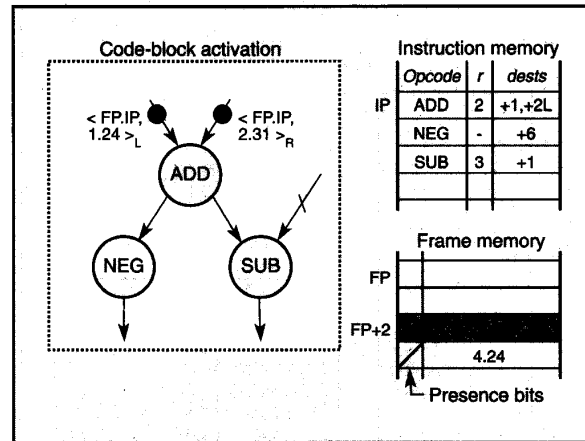 Code-block activation
< FP.IP,
1.24 >L
< FP.IP,
2.31 >R
ADD
NEG
SUB
Instruction memory
Opcode r dests
IP ADD 2 +1,+2L
NEG - +6
SUB 3 +1
Frame memory
FP
FP+2
4.24
Presence bits